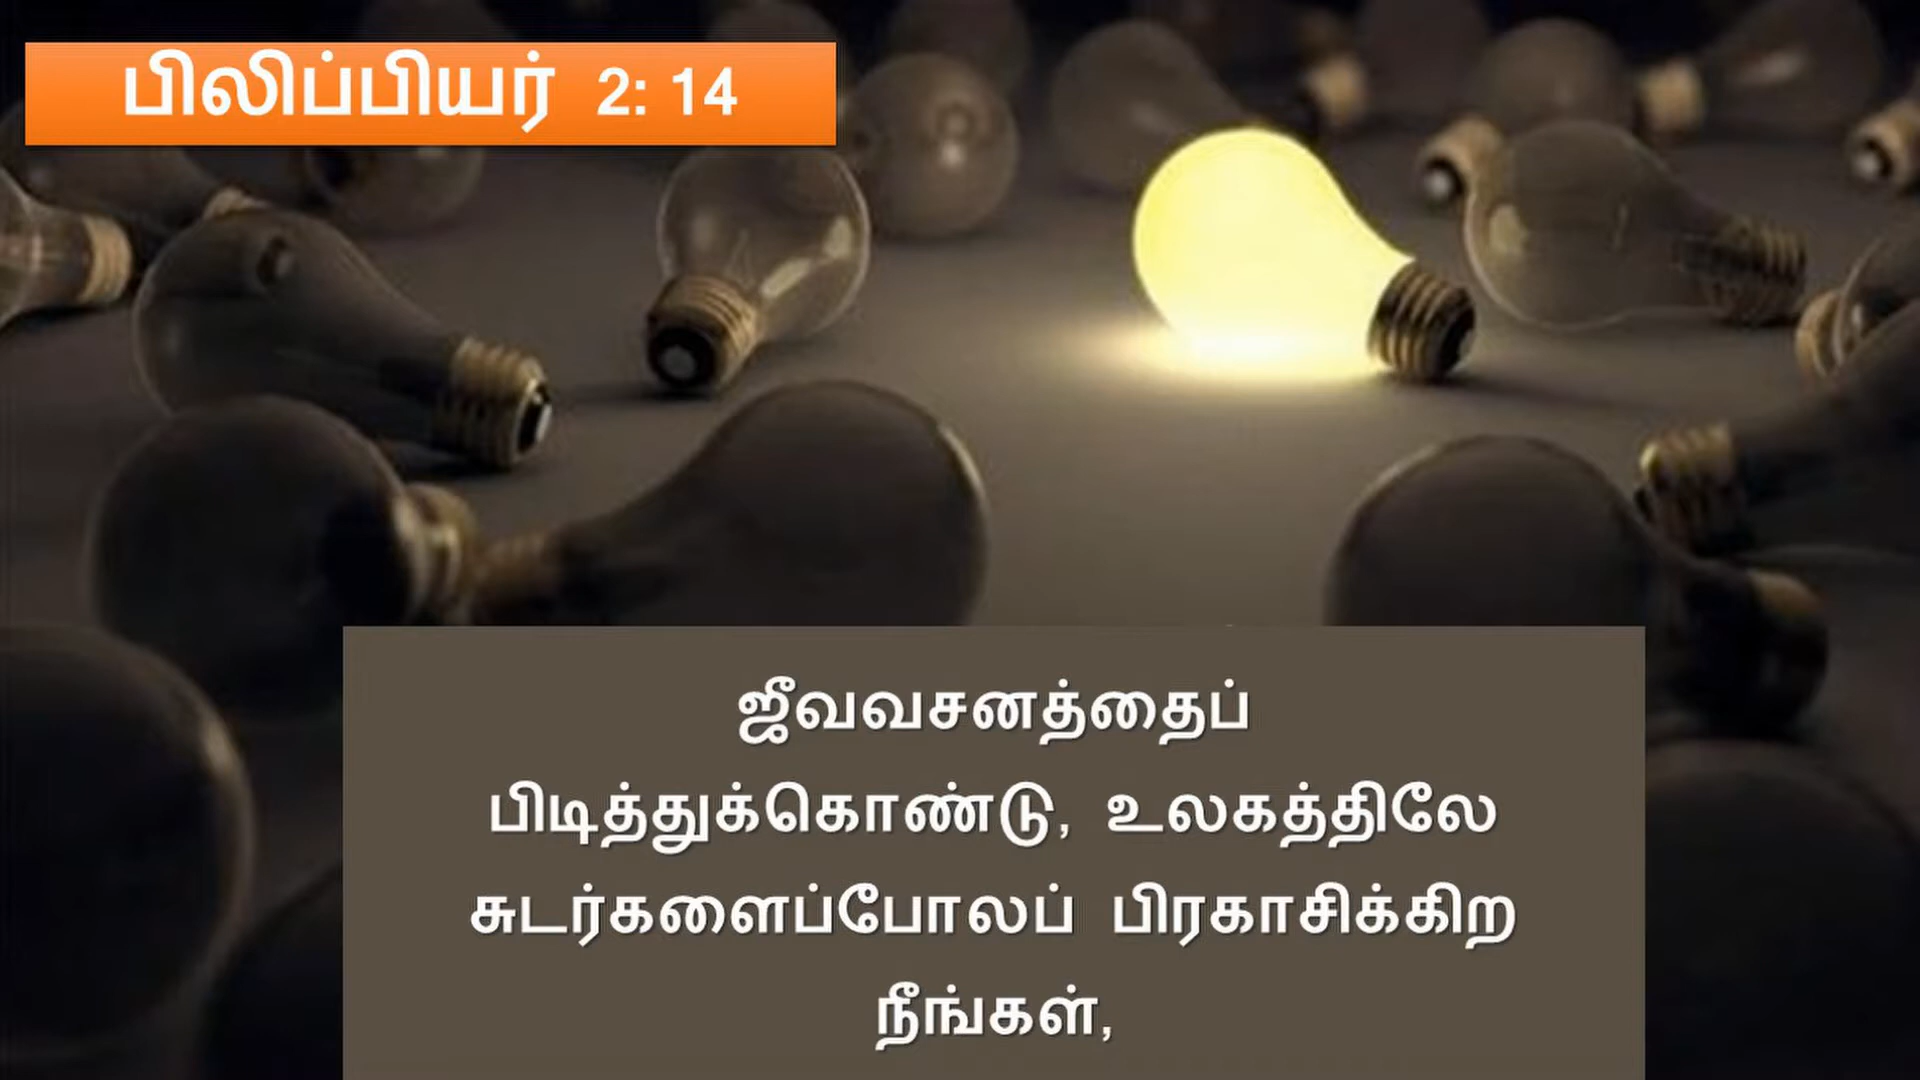 பிலிப்பியர் 2: 14
ஜீவவசனத்தைப்
பிடித்துக்கொண்டு, உலகத்திலே
சுடர்களைப்போலப் பிரகாசிக்கிற
நீங்கள்,